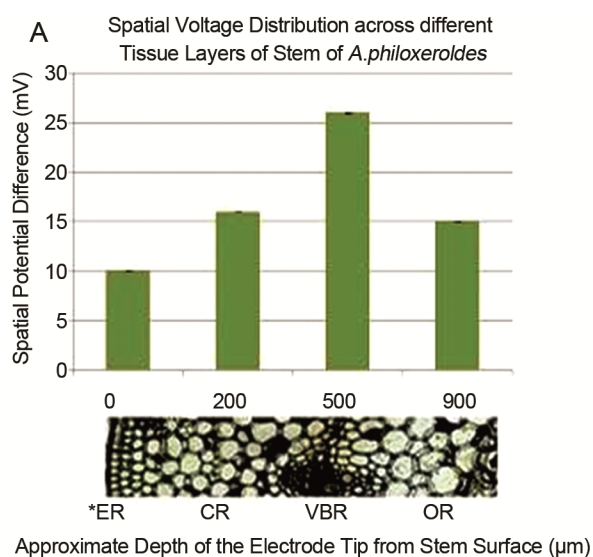 A
Spatial Voltage Distribution across different
Tissue Layers of Stem of A.philoxeroldes
Spatial Potential Difference (mV)
30
25
20
15
10
5
0
0 200 500 900
*ER CR VBR OR
Approximate Depth of the Electrode Tip from Stem Surface (µm)